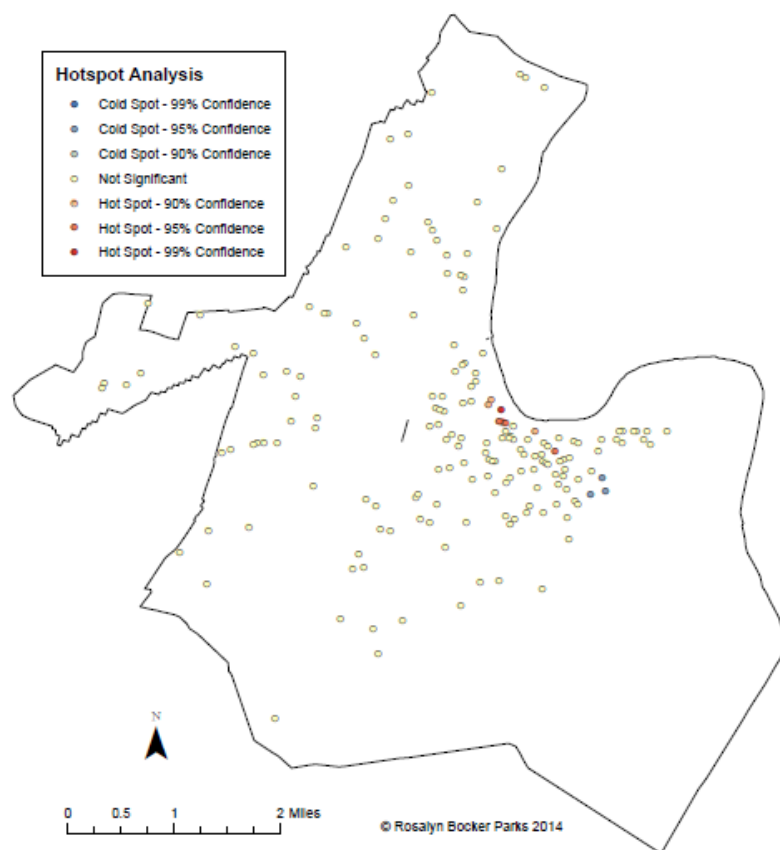 Hotspot Analysis
Cold Spot - 99% Confidence
Cold Spot - 95% Confidence
Cold Spot - 90% Confidence
Not Significant
Hot Spot - 90% Confidence
Hot Spot - 95% Confidence
Hot Spot - 99% Confidence
N
0 0.5 1 2 Miles
© Rosalyn Bocker Parks 2014